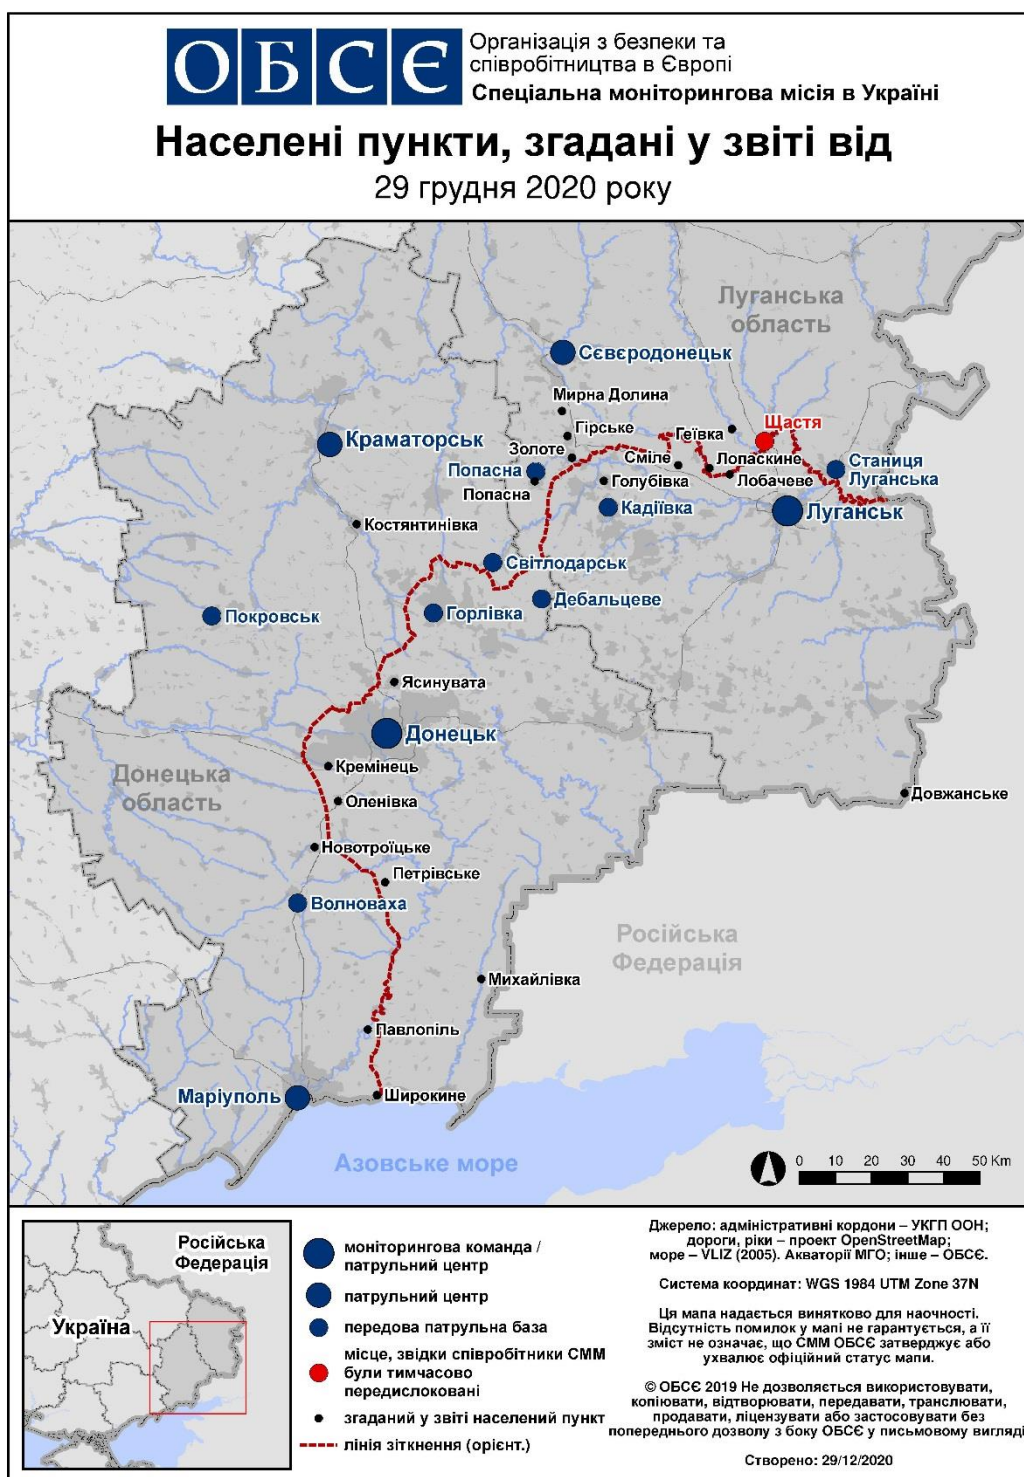 ОБСЄ
Організація з безпеки та
співробітництва в Європі
Спеціальна моніторингова місія в Україні
Населені пункти, згадані у звіті від
29 грудня 2020 року
Луганська
область
Сєвєродонецьк
Мирна Долина
Гірське
Золоте
Геївка
Щастя
Краматорськ
Попасна
Попасна
Сміле
Лопаскине
Лобачеве
Станиця
Луганська
Голубівка
Кадіївка
Луганськ
Костянтинівка
Світлодарськ
Дебальцеве
Горлівка
Покровськ
Ясинувата
Донецьк
Кремінець
Донецька
область
Оленівка
Довжанське
Новотроїцьке
Петрівське
Волноваха
Російська
Федерація
Михайлівка
Павлопіль
Маріуполь
Широкине
Азовське море
0 10 20 30 40 50 Km
Російська
Федерація
Україна
моніторингова команда /
патрульний центр
патрульний центр
передова патрульна база
місце, звідки співробітники СММ
були тимчасово
передислоковані
згаданий у звіті населений пункт
лінія зіткнення (орієнт.)
Джерело: адміністративні кордони – УКГП ООН;
дороги, ріки – проект OpenStreetMap;
море – VLIZ (2005). Акваторії МГО; інше – ОБСЄ.
Система координат: WGS 1984 UTM Zone 37N
Ця мапа надається винятково для наочності.
Відсутність помилок у мапі не гарантується, а її
зміст не означає, що СММ ОБСЄ затверджує або
ухвалює офіційний статус мапи.
© ОБСЄ 2019 Не дозволяється використовувати,
копіювати, відтворювати, передавати, транслювати,
продавати, ліцензувати або застосовувати без
попереднього дозволу з боку ОБСЄ у письмовому вигляді
Створено: 29/12/2020